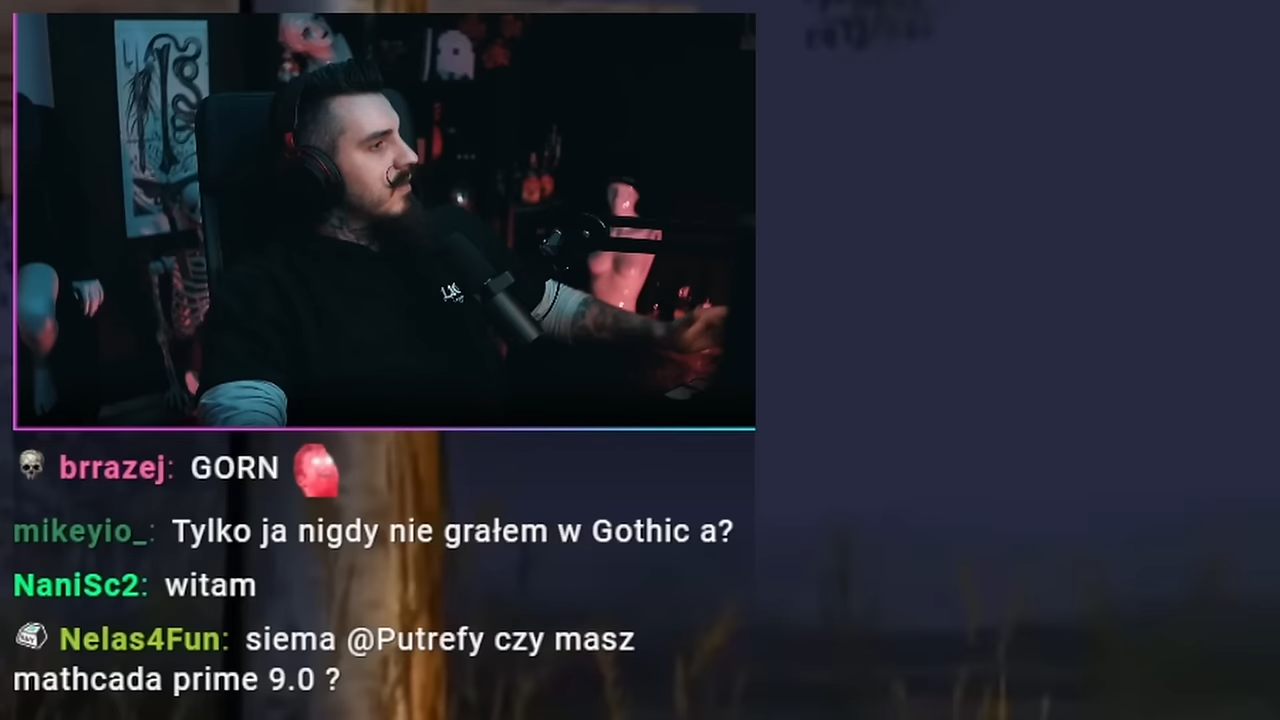 brrazej: GORN
mikeyio_: Tylko ja nigdy nie grałem w Gothic a?
NaniSc2: witam
Nelas4Fun: siema @Putrefy czy masz
mathcada prime 9.0 ?